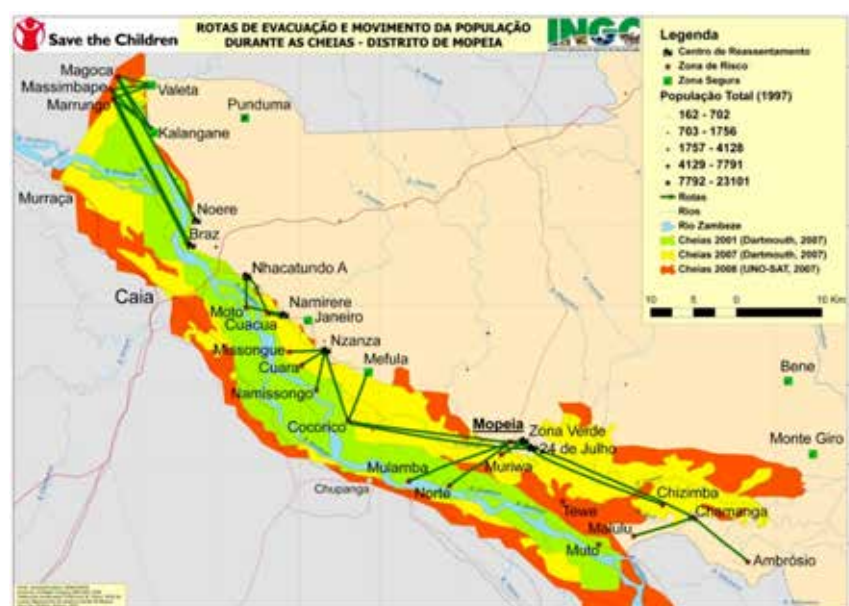 Save the Children
ROTAS DE EVACUAÇÃO E MOVIMENTO DA POPULAÇÃO
DURANTE AS CHEIAS - DISTRITO DE MOPEIA
INGC
Legenda
Centro de Reassentamento
Zona de Risco
Zona Segura
População Total (1997)
162 - 702
703 - 1756
1757 - 4128
4129 - 7791
7792 - 23101
Rotas
Rios
Rio Zambeze
Cheias 2001 (Dartmouth, 2007)
Cheias 2007 (Dartmouth, 2007)
Cheias 2008 (UNO-SAT, 2007)
10 5 0 10 Km
Magoca
Massimbape
Marrungo
Valeta
Punduma
Kalangane
Murraça
Noere
Braz
Nhacatundo A
Caia
Moto
Cuacua
Namirere
Janeiro
Missongue
Nzanza
Cuara
Mefula
Namissongo
Bene
Cocorico
Mopeia
Zona Verde
24 de Julho
Monte Giro
Muriwa
Mulamba
Norte
Chupanga
Chizimba
Tewe
Chamanga
Malulu
Muto
Ambrósio